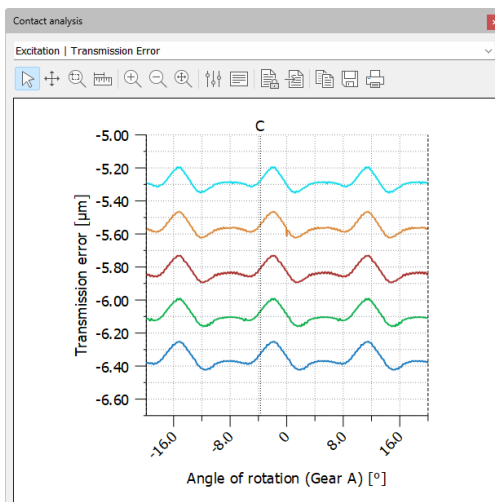 Contact analysis
Excitation | Transmission Error
C
-5.00
-5.20
-5.40
-5.60
-5.80
-6.00
-6.20
-6.40
-6.60
Transmission error [µm]
-16.0
-8.0
0
8.0
16.0
Angle of rotation (Gear A) [º]